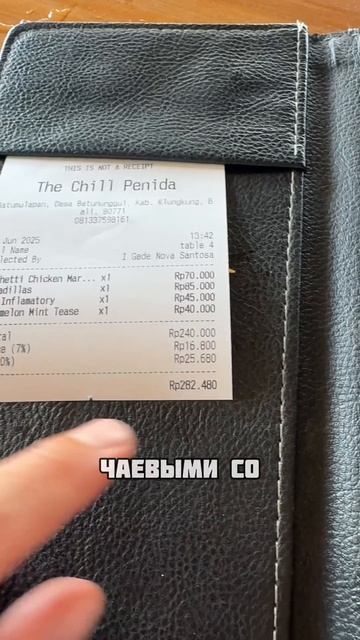 THIS IS NOT A RECEIPT
The Chill Penida
Batumulapan, Desa Batununggul, Kab. Klungkung, B
ali, 80771
081337598161
13:42
Jun 2025
l Name table 4
llected By I Gede Nova Santosa
hetti Chicken Mar... x1 Rp70.000
adillas x1 Rp85.000
Inflamatory x1 Rp45.000
melon Mint Tease x1 Rp40.000
tal Rp240.000
e (7%) Rp16.800
0%) Rp25.680
Rp282.480
ЧАЕВЫМИ СО